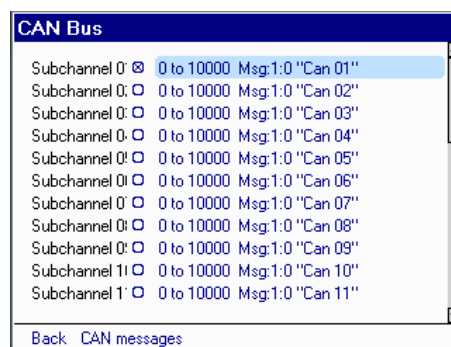 CAN Bus
Subchannel 0 0 to 10000 Msg:1:0 "Can 01"
Subchannel 0 0 to 10000 Msg:1:0 "Can 02"
Subchannel 0 0 to 10000 Msg:1:0 "Can 03"
Subchannel 0 0 to 10000 Msg:1:0 "Can 04"
Subchannel 0 0 to 10000 Msg:1:0 "Can 05"
Subchannel 0 0 to 10000 Msg:1:0 "Can 06"
Subchannel 0 0 to 10000 Msg:1:0 "Can 07"
Subchannel 0 0 to 10000 Msg:1:0 "Can 08"
Subchannel 0 0 to 10000 Msg:1:0 "Can 09"
Subchannel 1 0 to 10000 Msg:1:0 "Can 10"
Subchannel 1 0 to 10000 Msg:1:0 "Can 11"
Back CAN messages